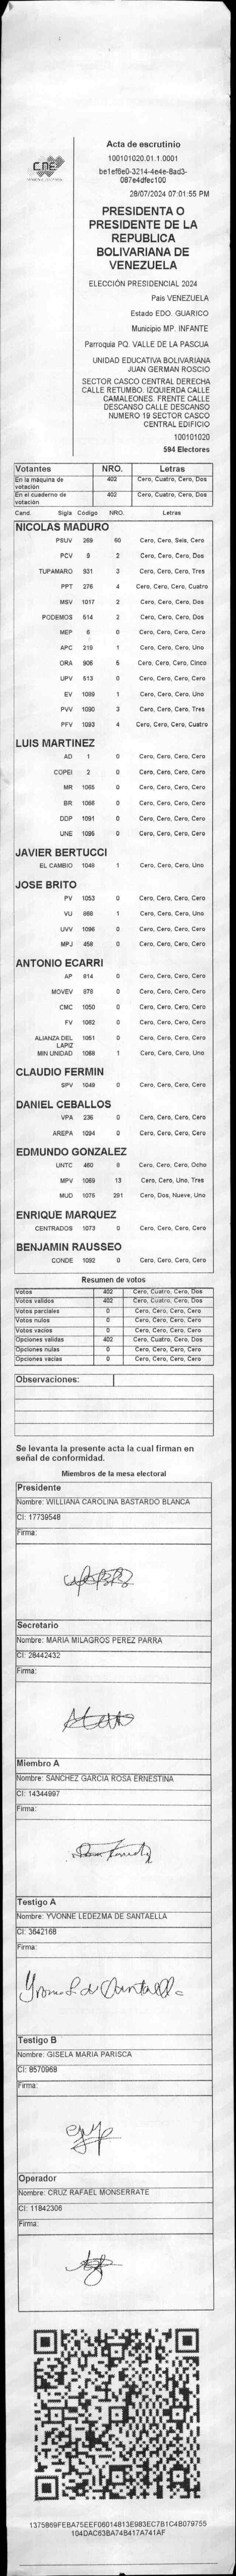 CNE
Acta de escrutinio
100101020.01.1.0001
be1ef6e0-3214-4e4e-8ad3-
087e4dfec100
28/07/2024 07:01:55 PM
PRESIDENTA O
PRESIDENTE DE LA
REPUBLICA
BOLIVARIANA DE
VENEZUELA
ELECCIÓN PRESIDENCIAL 2024
Pais VENEZUELA
Estado EDO. GUARICO
Municipio MP. INFANTE
Parroquia PQ. VALLE DE LA PASCUA
UNIDAD EDUCATIVA BOLIVARIANA
JUAN GERMAN ROSCIO
SECTOR CASCO CENTRAL DERECHA
CALLE RETUMBO. IZQUIERDA CALLE
CAMALEONES. FRENTE CALLE
DESCANSO CALLE DESCANSO
NUMERO 19 SECTOR CASCO
CENTRAL EDIFICIO
100101020
594 Electores
Votantes NRO. Letras
En la máquina de votación 402 Cero, Cuatro, Cero, Dos
En el cuaderno de votación 402 Cero, Cuatro, Cero, Dos
Cand. Sigla Código NRO. Letras
NICOLAS MADURO
PSUV 269 60 Cero, Cero, Seis, Cero
PCV 9 2 Cero, Cero, Cero, Dos
TUPAMARO 931 3 Cero, Cero, Cero, Tres
PPT 276 4 Cero, Cero, Cero, Cuatro
MSV 1017 2 Cero, Cero, Cero, Dos
PODEMOS 514 2 Cero, Cero, Cero, Dos
MEP 6 0 Cero, Cero, Cero, Cero
APC 219 1 Cero, Cero, Cero, Uno
ORA 906 5 Cero, Cero, Cero, Cinco
UPV 513 0 Cero, Cero, Cero, Cero
EV 1099 1 Cero, Cero, Cero, Uno
PVV 1090 3 Cero, Cero, Cero, Tres
PFV 1093 4 Cero, Cero, Cero, Cuatro
LUIS MARTINEZ
AD 1 0 Cero, Cero, Cero, Cero
COPEI 2 0 Cero, Cero, Cero, Cero
MR 1065 0 Cero, Cero, Cero, Cero
BR 1066 0 Cero, Cero, Cero, Cero
DDP 1091 0 Cero, Cero, Cero, Cero
UNE 1095 0 Cero, Cero, Cero, Cero
JAVIER BERTUCCI
EL CAMBIO 1048 1 Cero, Cero, Cero, Uno
JOSE BRITO
PV 1053 0 Cero, Cero, Cero, Cero
VU 868 1 Cero, Cero, Cero, Uno
UVV 1096 0 Cero, Cero, Cero, Cero
MPJ 458 0 Cero, Cero, Cero, Cero
ANTONIO ECARRI
AP 814 0 Cero, Cero, Cero, Cero
MOVEV 878 0 Cero, Cero, Cero, Cero
CMC 1050 0 Cero, Cero, Cero, Cero
FV 1062 0 Cero, Cero, Cero, Cero
ALIANZA DEL LAPIZ 1051 0 Cero, Cero, Cero, Cero
MIN UNIDAD 1068 1 Cero, Cero, Cero, Uno
CLAUDIO FERMIN
SPV 1049 0 Cero, Cero, Cero, Cero
DANIEL CEBALLOS
VPA 236 0 Cero, Cero, Cero, Cero
AREPA 1094 0 Cero, Cero, Cero, Cero
EDMUNDO GONZALEZ
UNTC 460 8 Cero, Cero, Cero, Ocho
MPV 1069 13 Cero, Cero, Uno, Tres
MUD 1075 291 Cero, Dos, Nueve, Uno
ENRIQUE MARQUEZ
CENTRADOS 1073 0 Cero, Cero, Cero, Cero
BENJAMIN RAUSSEO
CONDE 1092 0 Cero, Cero, Cero, Cero
Resumen de votos
Votos 402 Cero, Cuatro, Cero, Dos
Votos validos 402 Cero, Cuatro, Cero, Dos
Votos parciales 0 Cero, Cero, Cero, Cero
Votos nulos 0 Cero, Cero, Cero, Cero
Votos vacios 0 Cero, Cero, Cero, Cero
Opciones validas 402 Cero, Cuatro, Cero, Dos
Opciones nulas 0 Cero, Cero, Cero, Cero
Opciones vacias 0 Cero, Cero, Cero, Cero
Observaciones:
Se levanta la presente acta la cual firman en
señal de conformidad.
Miembros de la mesa electoral
Presidente
Nombre: WILLIANA CAROLINA BASTARDO BLANCA
CI: 17739548
Firma:
Secretario
Nombre: MARIA MILAGROS PEREZ PARRA
CI: 28442432
Firma:
Miembro A
Nombre: SANCHEZ GARCIA ROSA ERNESTINA
CI: 14344997
Firma:
Testigo A
Nombre: YVONNE LEDEZMA DE SANTAELLA
CI: 3642168
Firma:
Testigo B
Nombre: GISELA MARIA PARISCA
CI: 8570968
Firma:
Operador
Nombre: CRUZ RAFAEL MONSERRATE
CI: 11842306
Firma:
1375869FEBA75EEF06014813E983EC7B1C4B079755
104DAC63BA74B417A741AF